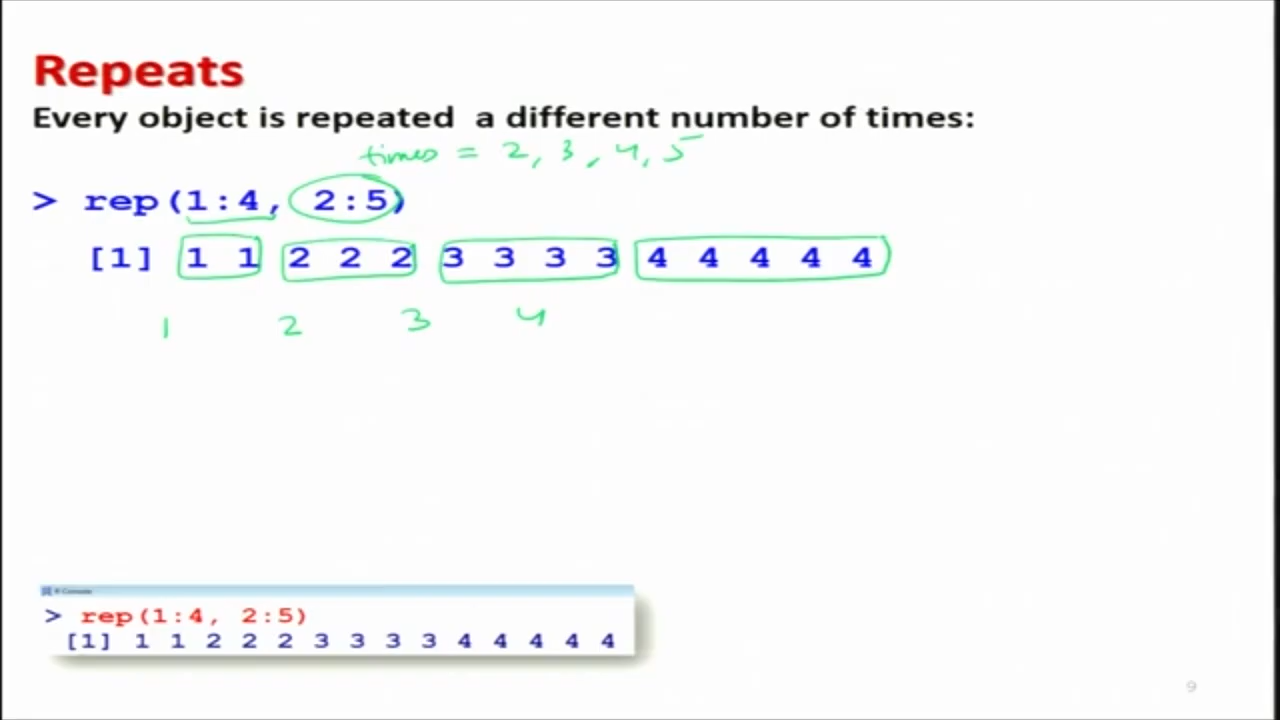 Repeats
Every object is repeated a different number of times:
times = 2, 3, 4, 5
> rep(1:4, 2:5)
[1] 1 1 2 2 2 3 3 3 3 4 4 4 4 4
1 2 3 4
R Console
> rep(1:4, 2:5)
[1] 1 1 2 2 2 3 3 3 3 4 4 4 4 4
9